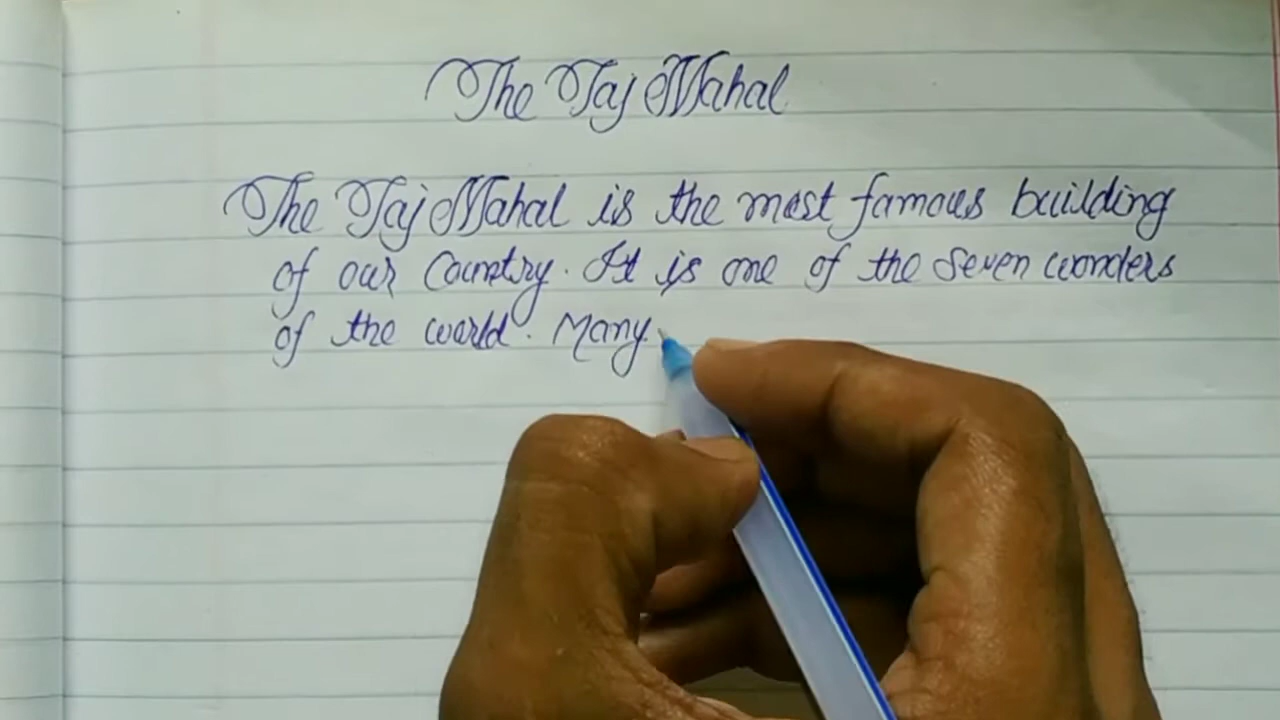 The Taj Mahal
The Taj Mahal is the most famous building
of our Country. It is one of the Seven wonders
of the world. Many